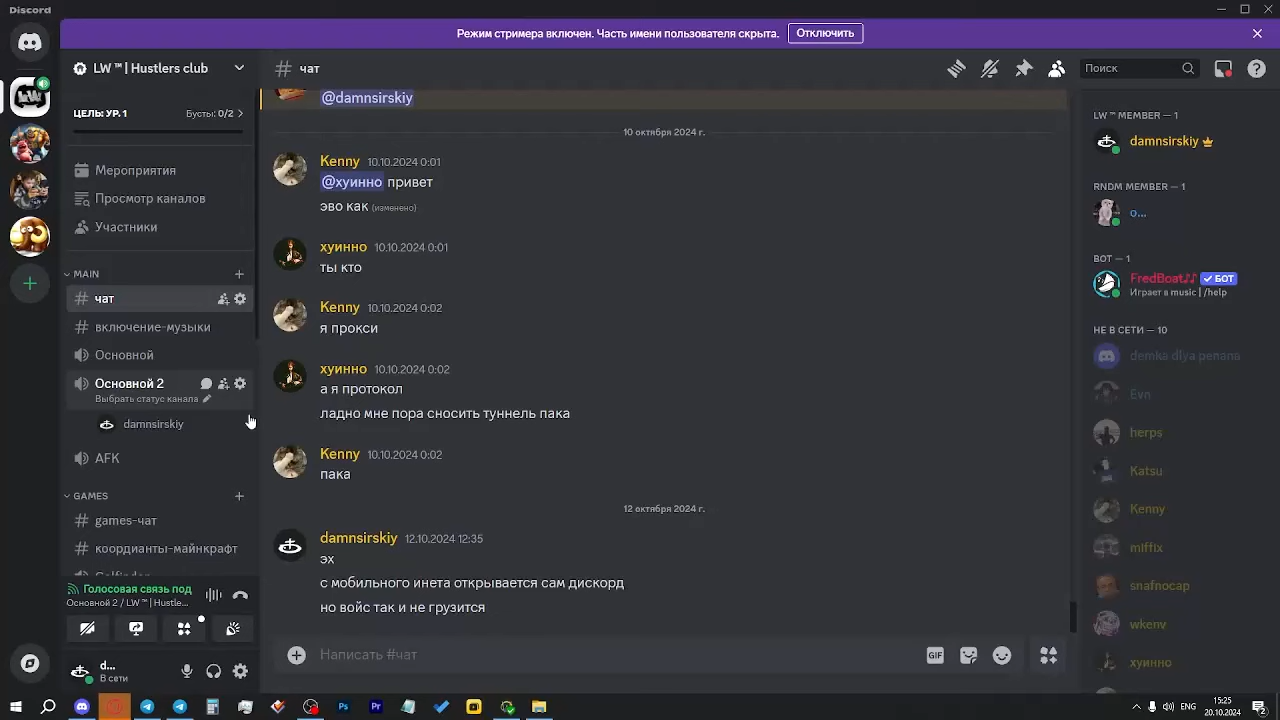 Discord
Режим стримера включен. Часть имени пользователя скрыта.
Отключить
LW ™ | Hustlers club
чат
Поиск
ЦЕЛЬ: УР. 1
Бусты: 0/2
Мероприятия
Просмотр каналов
Участники
MAIN
чат
включение-музыки
Основной
Основной 2
Выбрать статус канала
damnsirskiy
AFK
GAMES
games-чат
коордианты-майнкрафт
Голосовая связь под
Основной 2 / LW ™ | Hustle...
d...
В сети
@damnsirskiy
10 октября 2024 г.
Kenny 10.10.2024 0:01
@хуинно привет
эво как (изменено)
хуинно 10.10.2024 0:01
ты кто
Kenny 10.10.2024 0:02
я прокси
хуинно 10.10.2024 0:02
а я протокол
ладно мне пора сносить туннель пака
Kenny 10.10.2024 0:02
пака
12 октября 2024 г.
damnsirskiy 12.10.2024 12:35
эх
с мобильного инета открывается сам дискорд
но войс так и не грузится
Написать #чат
GIF
LW ™ MEMBER — 1
damnsirskiy
RNDM MEMBER — 1
о...
BOT — 1
FredBoat♪♪ БОТ
Играет в music | /help
НЕ В СЕТИ — 10
demka dlya penana
Evn
herps
Katsu
Kenny
miffix
snafnocap
wkenv
хуинно
Ps
Pr
ENG
15:25
20.10.2024
2